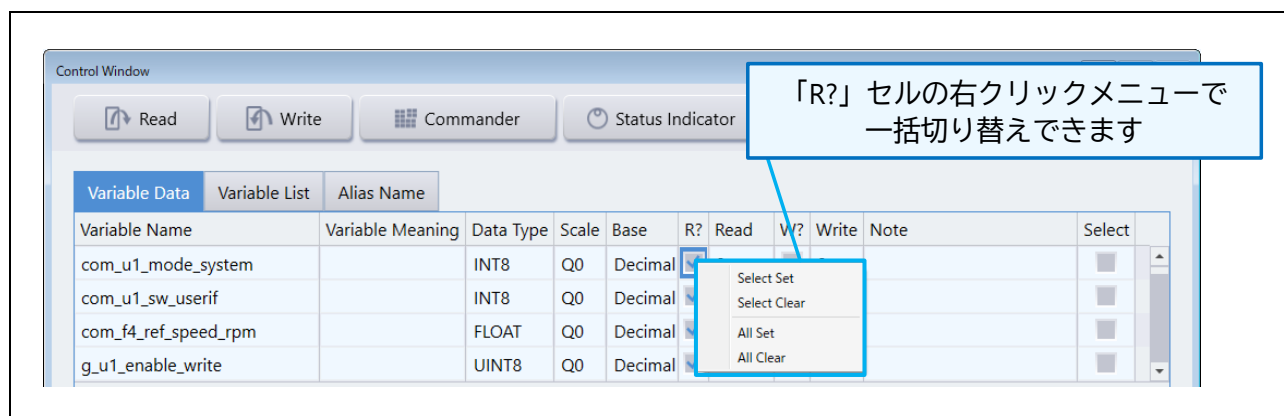 Control Window
「R?」セルの右クリックメニューで
一括切り替えできます
Read Write Commander Status Indicator
Variable Data Variable List Alias Name
Variable Name Variable Meaning Data Type Scale Base R? Read W? Write Note Select
com_u1_mode_system INT8 Q0 Decimal
com_u1_sw_userif INT8 Q0 Decimal
com_f4_ref_speed_rpm FLOAT Q0 Decimal
g_u1_enable_write UINT8 Q0 Decimal
Select Set
Select Clear
All Set
All Clear